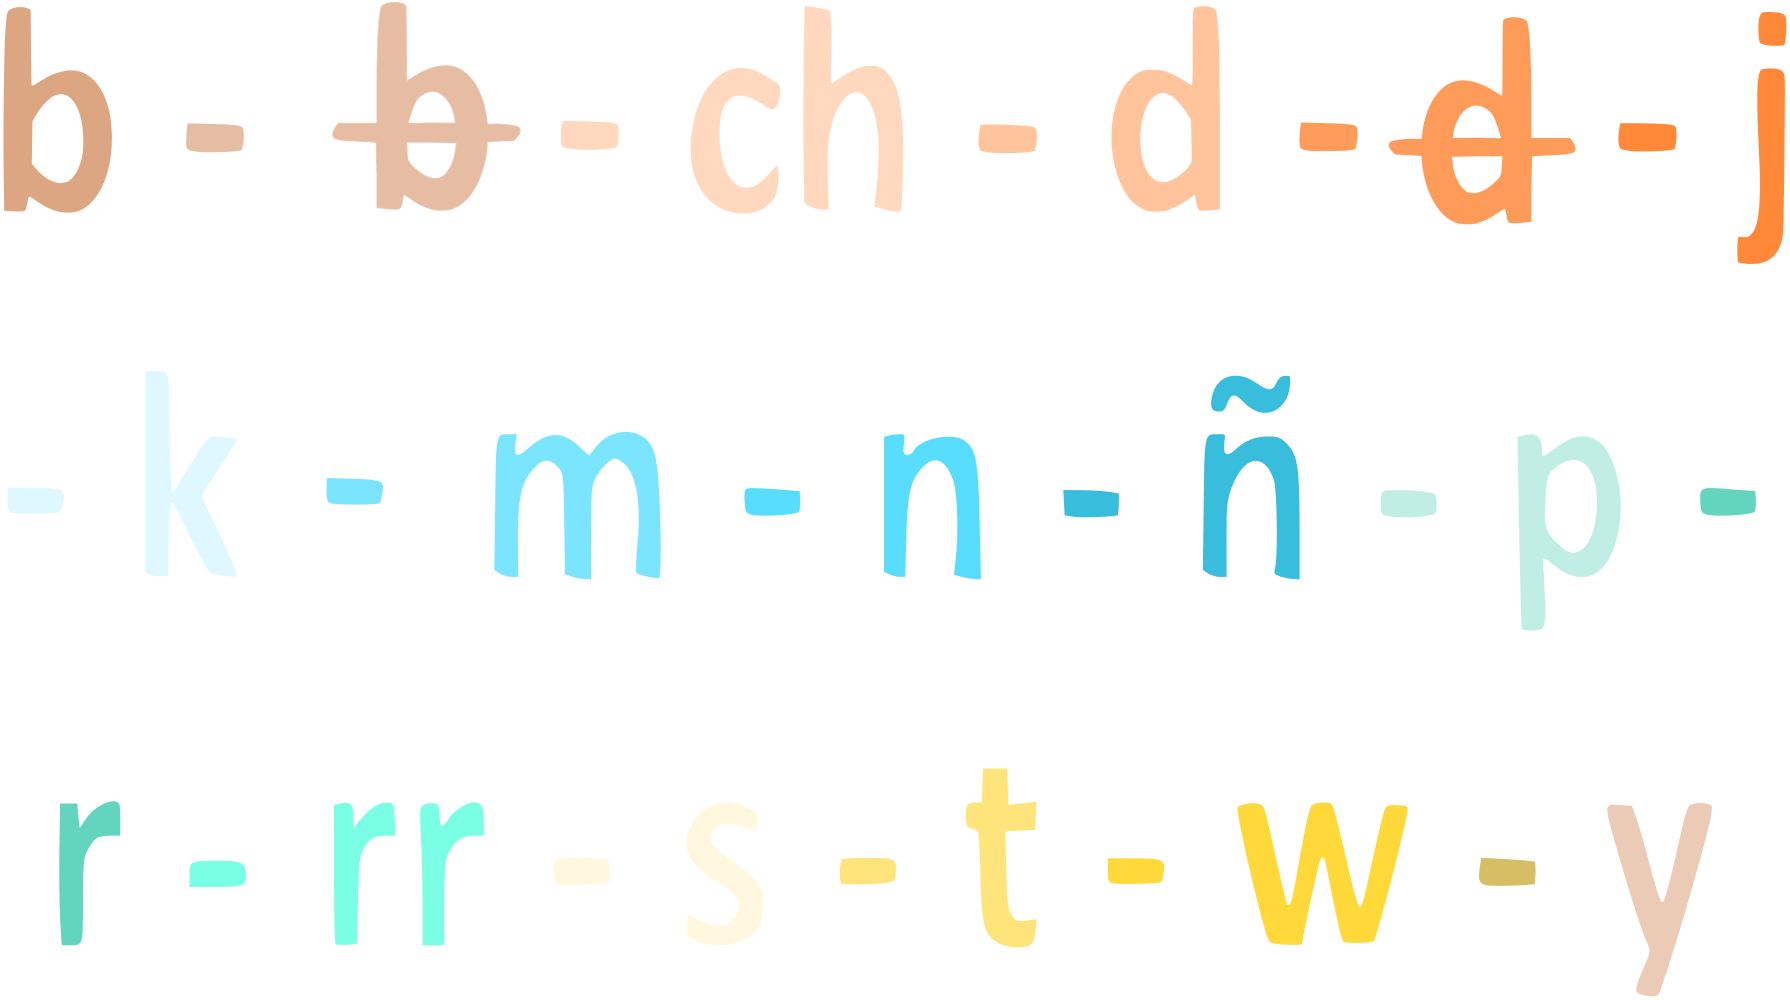 b - ƀ - ch - d - đ - j
- k - m - n - ñ - p -
r - rr - s - t - w - y